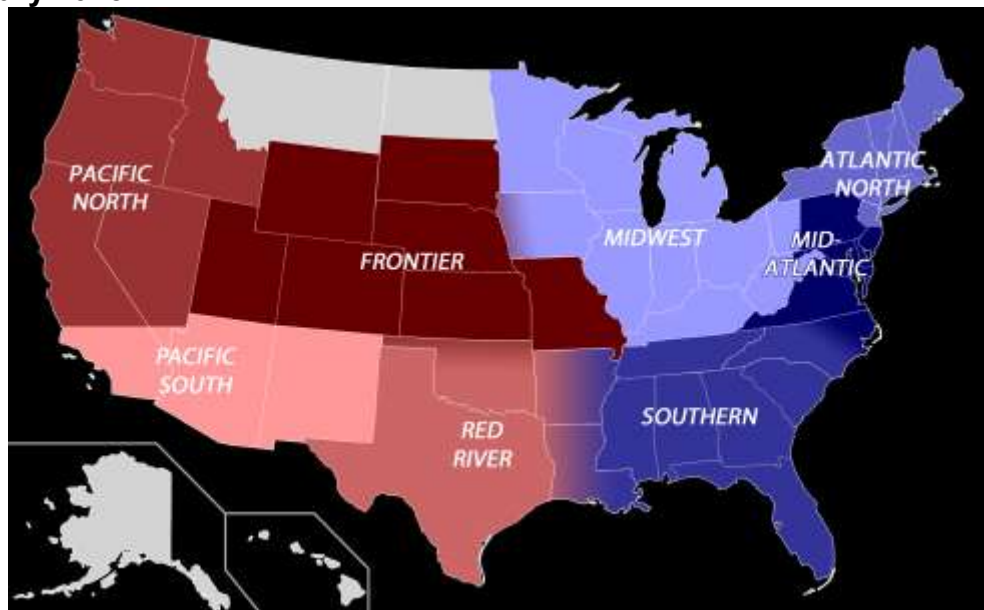 PACIFIC
NORTH
FRONTIER
MIDWEST
ATLANTIC
NORTH
MID-
ATLANTIC
PACIFIC
SOUTH
RED
RIVER
SOUTHERN